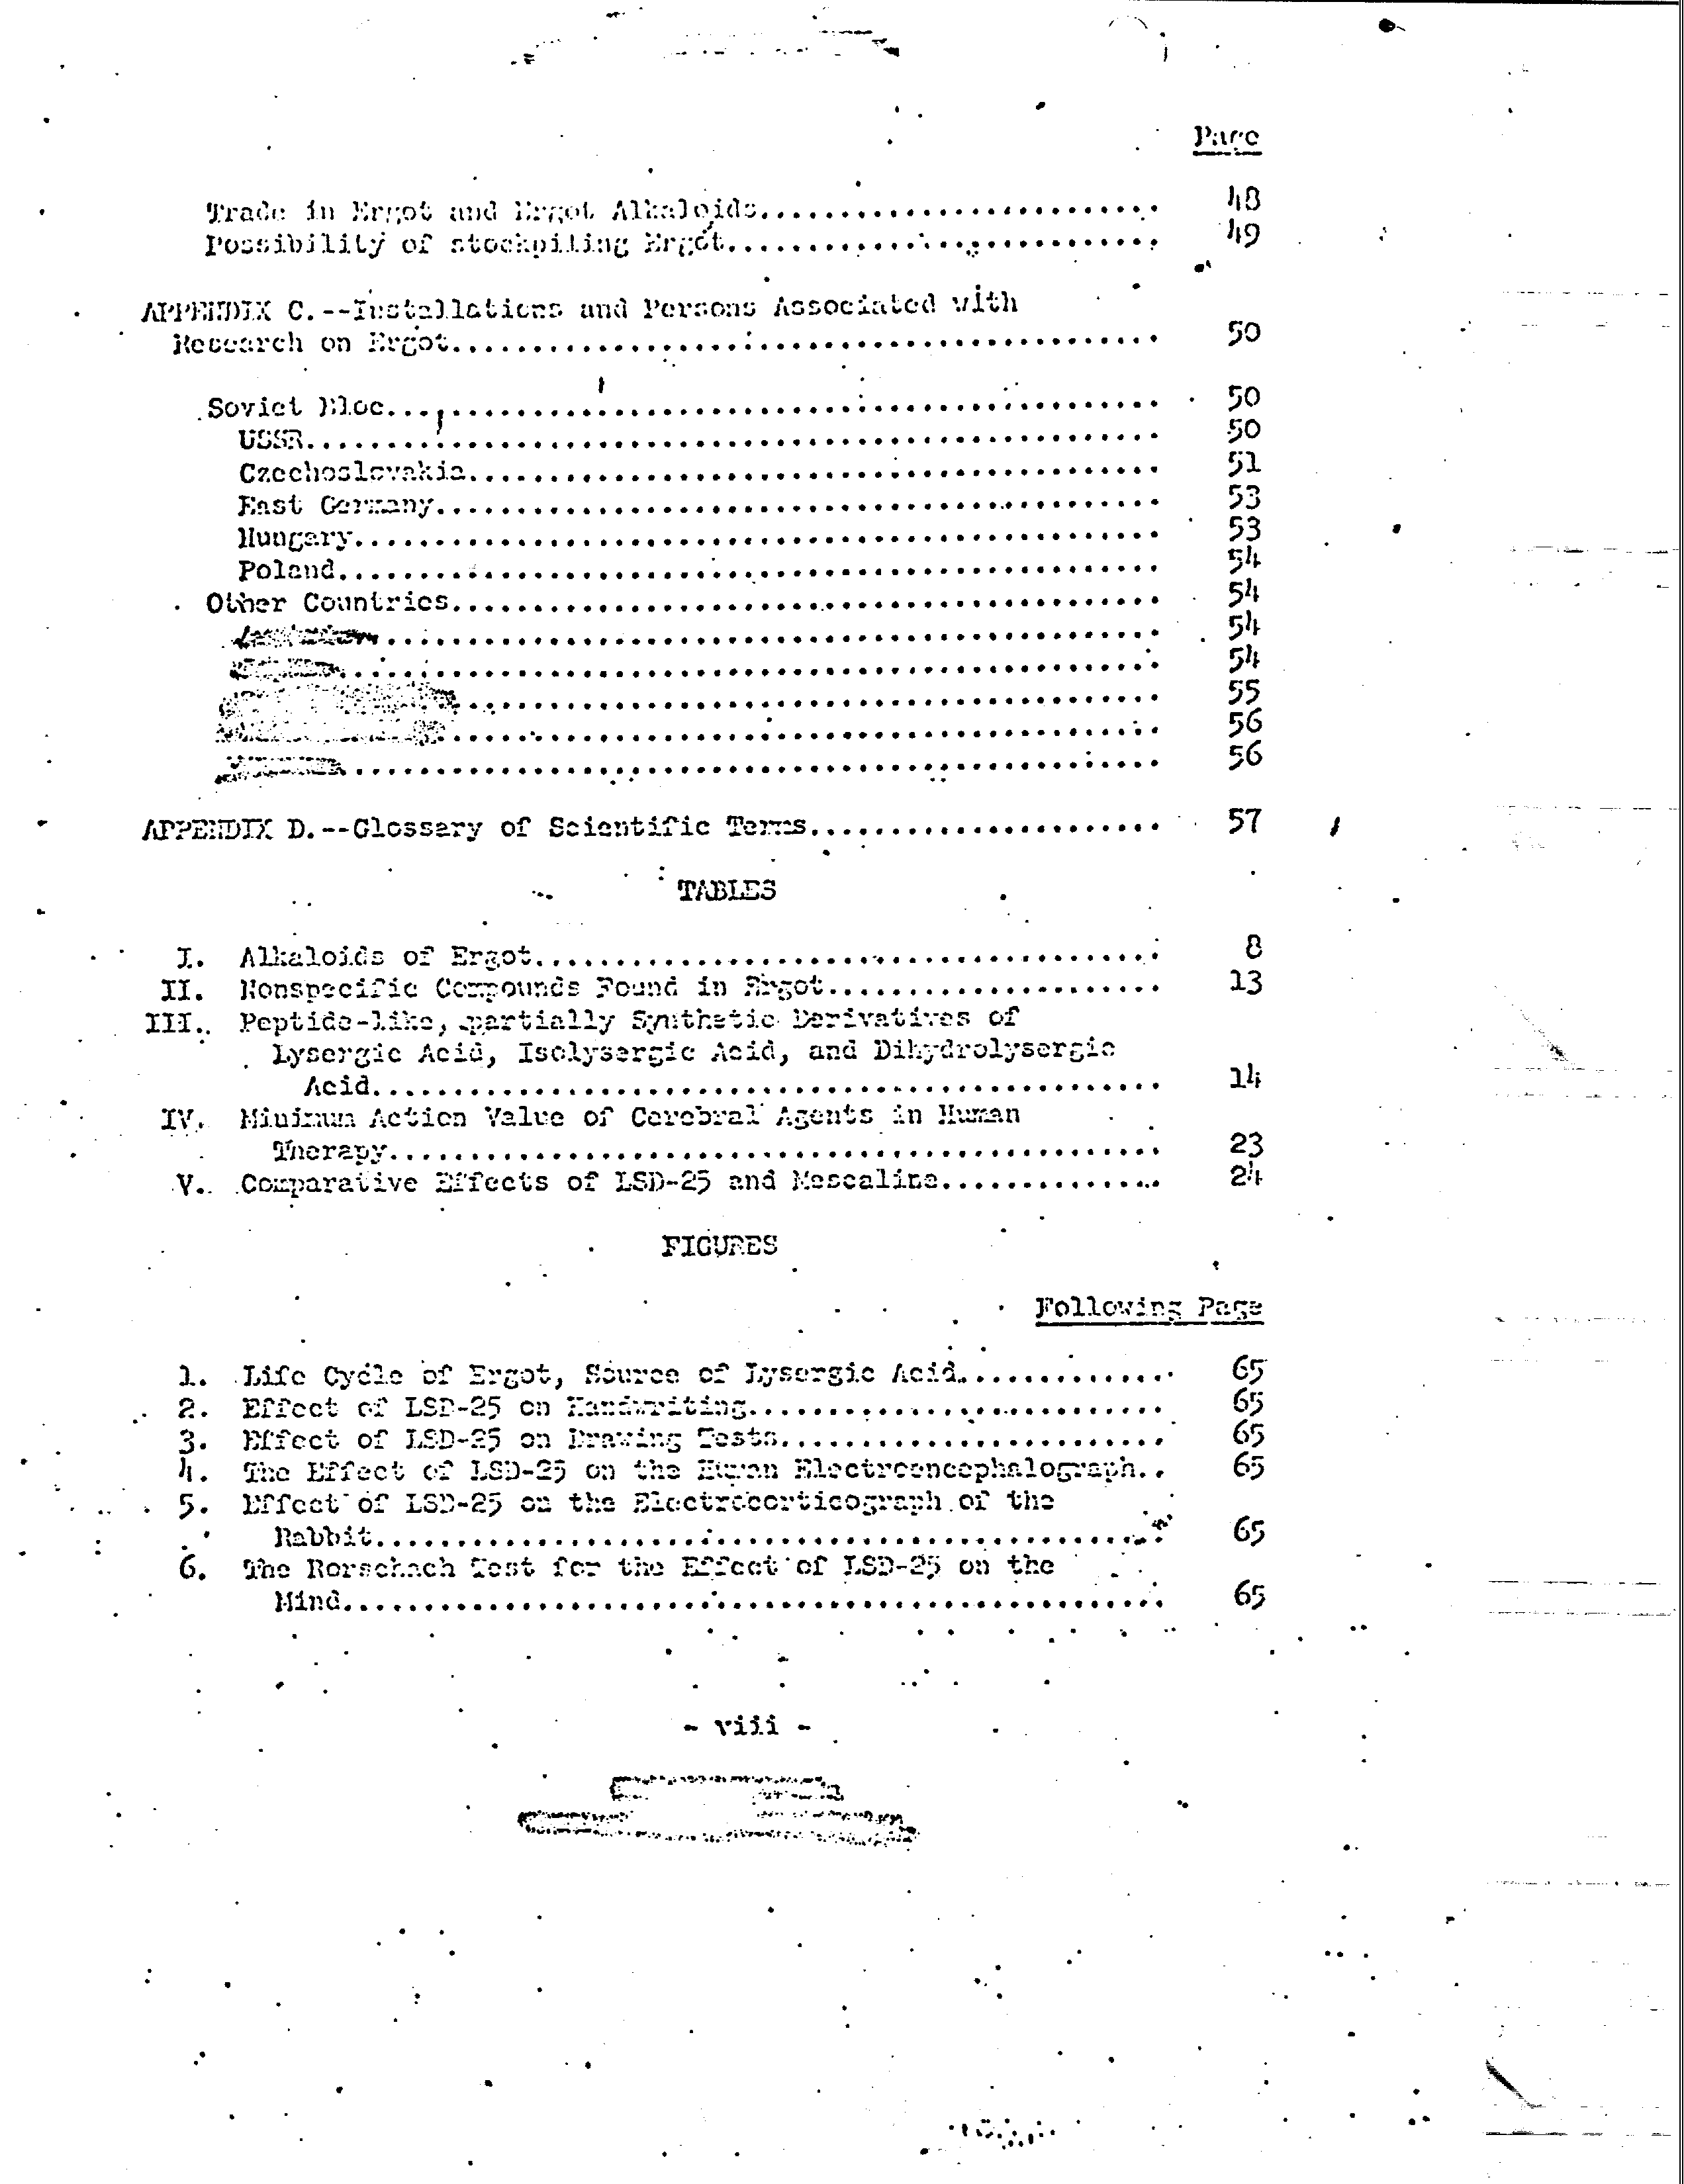 Page
Trade in Ergot and Ergot Alkaloids.......................... 48
Possibility of stockpiling Ergot........................... 49
APPENDIX C.--Installations and Persons Associated with
Research on Ergot............................................ 50
Soviet Bloc................................................ 50
USSR..................................................... 50
Czechoslovakia........................................... 51
East Germany............................................. 53
Hungary.................................................. 53
Poland................................................... 54
Other Countries............................................ 54
................................................ 54
.................................................. 54
........................................... 55
............................................ 56
.................................................. 56
APPENDIX D.--Glossary of Scientific Terms...................... 57
TABLES
I. Alkaloids of Ergot....................................... 8
II. Nonspecific Compounds Found in Ergot..................... 13
III. Peptide-like, partially Synthetic Derivatives of
Lysergic Acid, Isolysergic Acid, and Dihydrolysergic
Acid................................................. 14
IV. Minimum Action Value of Cerebral Agents in Human
Therapy................................................ 23
V. Comparative Effects of LSD-25 and Mescaline.............. 24
FIGURES
Following Page
1. Life Cycle of Ergot, Source of Lysergic Acid............. 65
2. Effect of LSD-25 on Handwriting.......................... 65
3. Effect of LSD-25 on Drawing Tests........................ 65
4. The Effect of LSD-25 on the Human Electroencephalograph.. 65
5. Effect of LSD-25 on the Electrocorticograph of the
Rabbit................................................. 65
6. The Rorschach Test for the Effect of LSD-25 on the
Mind................................................... 65
- viii -